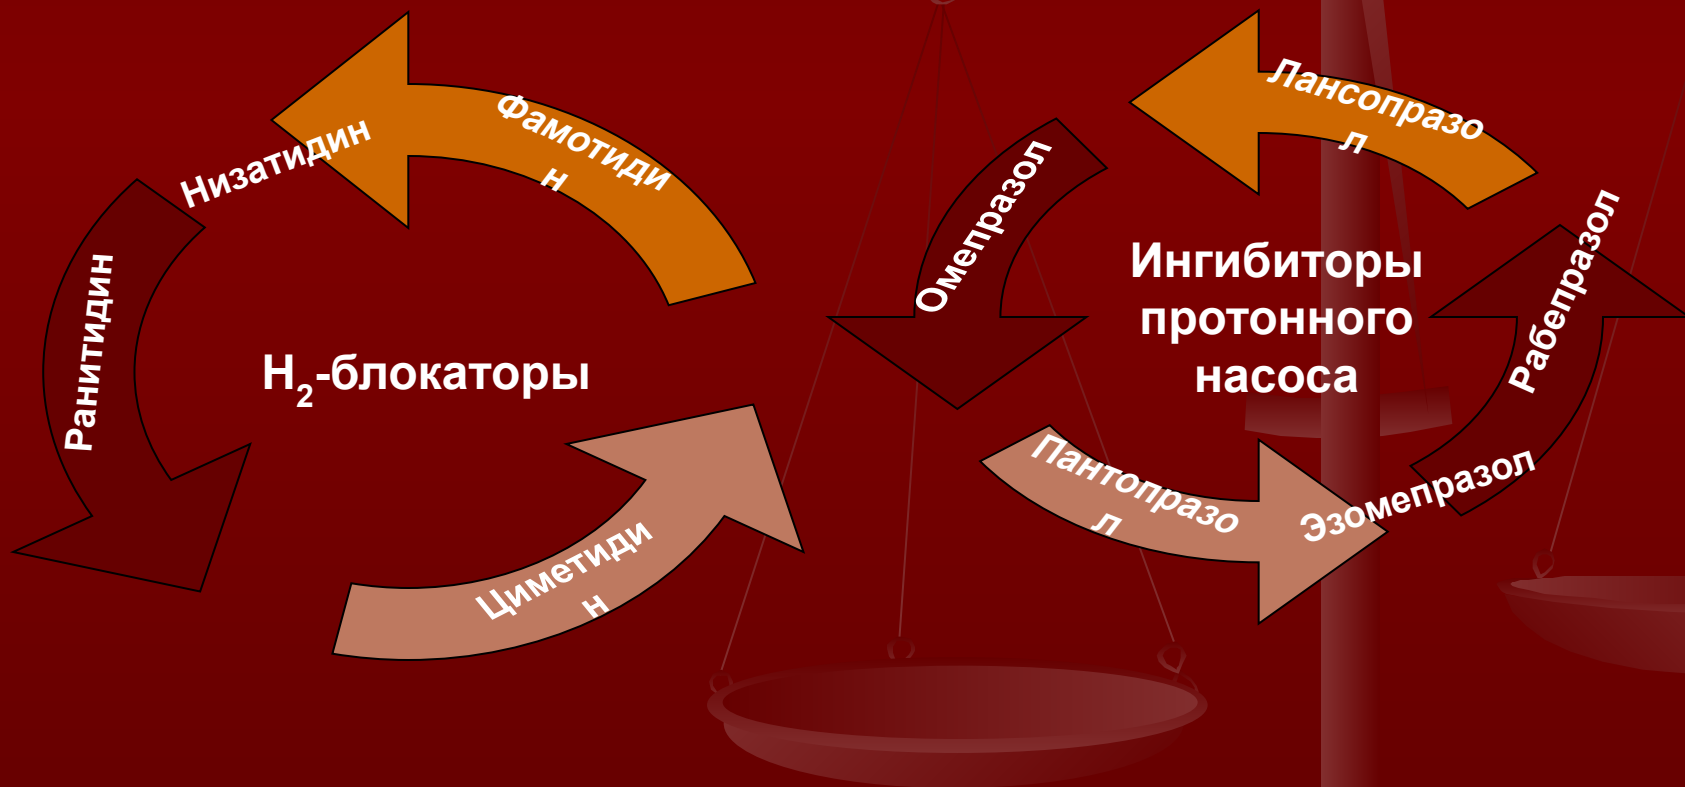 Фамотиди
н
Низатидин
Ранитидин
H2-блокаторы
Циметиди
н
Лансопразо
л
Омепразол
Ингибиторы
протонного
насоса
Рабепразол
Пантопразо
л
Эзомепразол